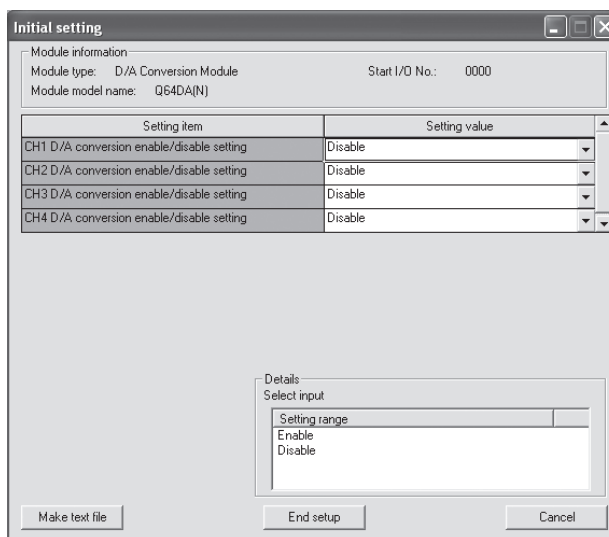 Initial setting
Module information
Module type: D/A Conversion Module Start I/O No.: 0000
Module model name: Q64DA(N)
Setting item Setting value
CH1 D/A conversion enable/disable setting Disable
CH2 D/A conversion enable/disable setting Disable
CH3 D/A conversion enable/disable setting Disable
CH4 D/A conversion enable/disable setting Disable
Details
Select input
Setting range
Enable
Disable
Make text file End setup Cancel